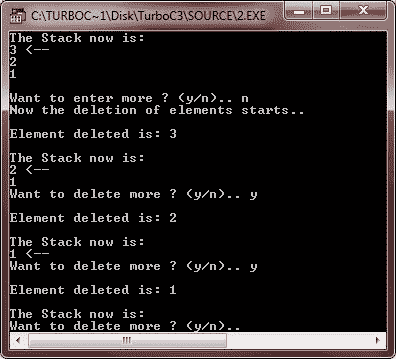 C:\TURBOC~1\Disk\TurboC3\SOURCE\2.EXE
The Stack now is:
3 <--
2
1
Want to enter more ? (y/n).. n
Now the deletion of elements starts..
Element deleted is: 3
The Stack now is:
2 <--
1
Want to delete more ? (y/n).. y
Element deleted is: 2
The Stack now is:
1 <--
Want to delete more ? (y/n).. y
Element deleted is: 1
The Stack now is:
Want to delete more ? (y/n)..